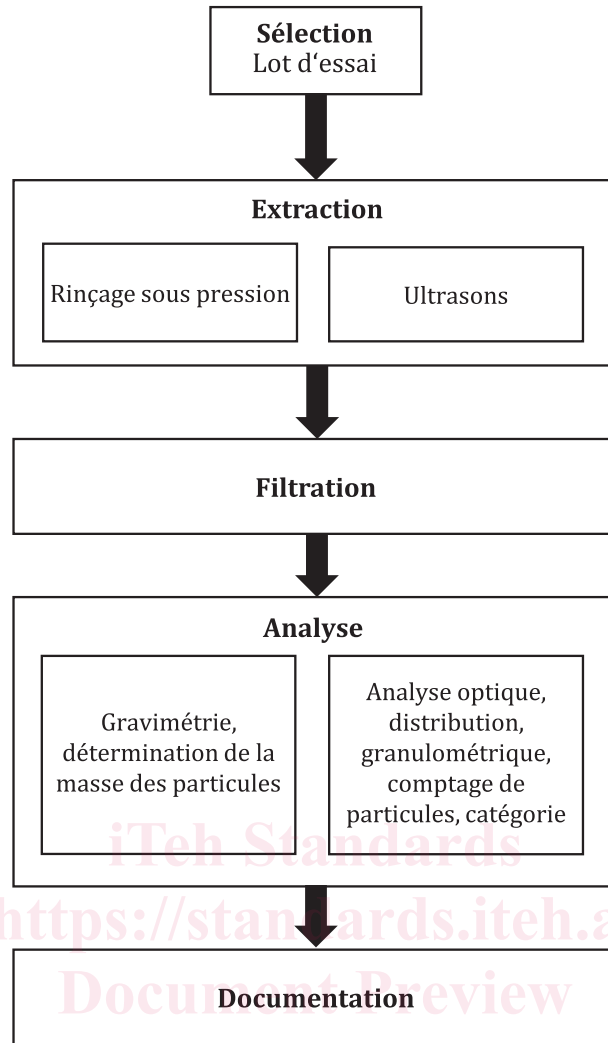 Sélection
Lot d‘essai
Extraction
Rinçage sous pression
Ultrasons
Filtration
Analyse
Gravimétrie,
détermination de la
masse des particules
Analyse optique,
distribution,
granulométrique,
comptage de
particules, catégorie
iTeh Standards
https://standards.iteh.a
Document Preview
Documentation